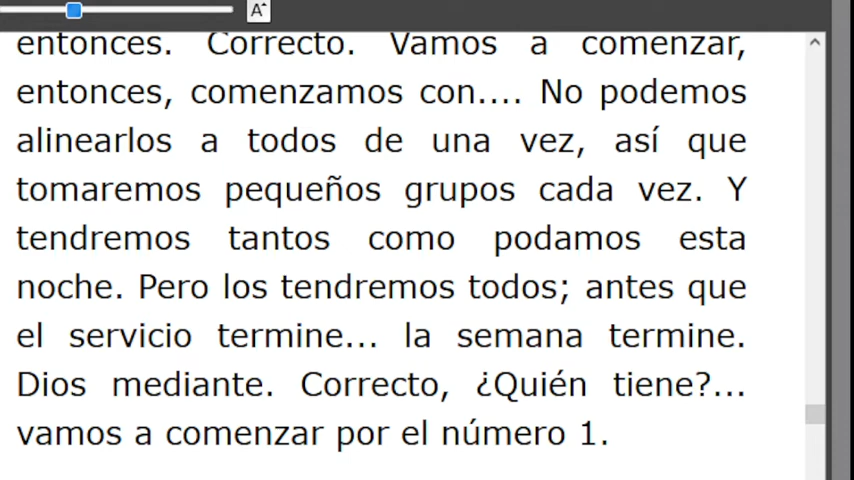 A
entonces. Correcto. Vamos a comenzar,
entonces, comenzamos con.... No podemos
alinearlos a todos de una vez, así que
tomaremos pequeños grupos cada vez. Y
tendremos tantos como podamos esta
noche. Pero los tendremos todos; antes que
el servicio termine... la semana termine.
Dios mediante. Correcto, ¿Quién tiene?...
vamos a comenzar por el número 1.